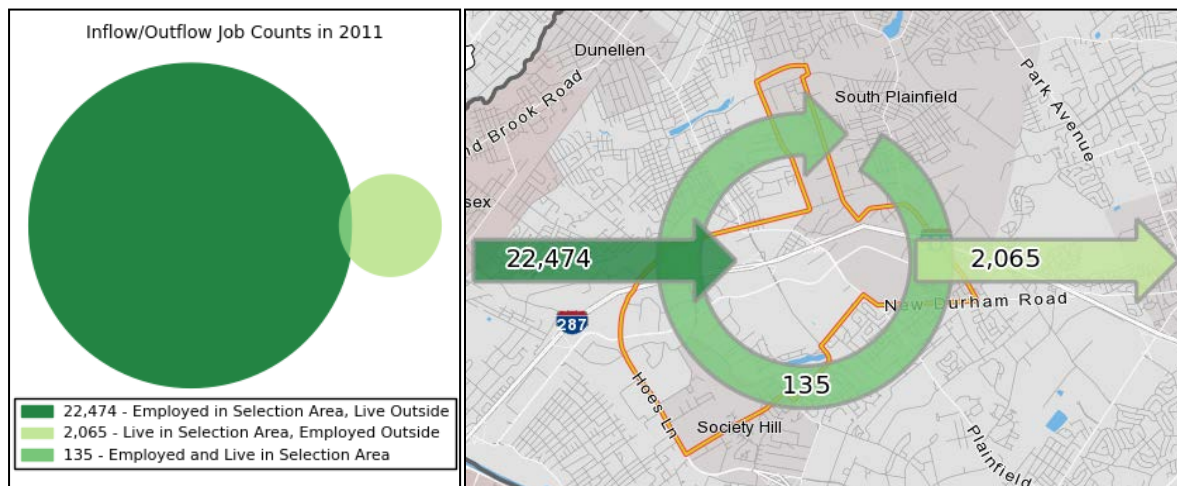 Inflow/Outflow Job Counts in 2011
22,474 - Employed in Selection Area, Live Outside
2,065 - Live in Selection Area, Employed Outside
135 - Employed and Live in Selection Area
Dunellen
South Plainfield
Park Avenue
Brook Road
22,474
2,065
287
New Durham Road
135
Hoes Ln
Society Hill
Plainfield